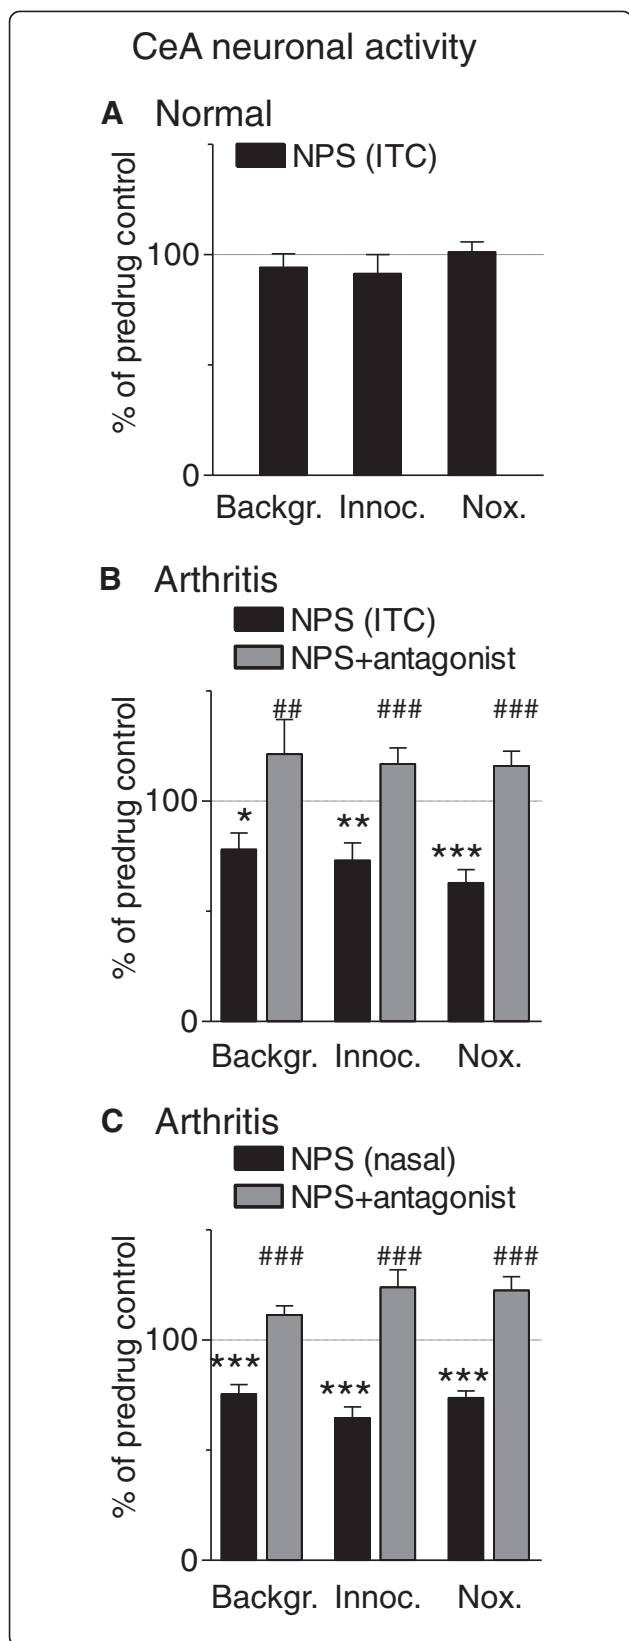 CeA neuronal activity
A Normal
NPS (ITC)
% of predrug control
100
0
Backgr. Innoc. Nox.
B Arthritis
NPS (ITC)
NPS+antagonist
% of predrug control
## ### ###
100
* ** ***
0
Backgr. Innoc. Nox.
C Arthritis
NPS (nasal)
NPS+antagonist
% of predrug control
### ### ###
100
*** *** ***
0
Backgr. Innoc. Nox.